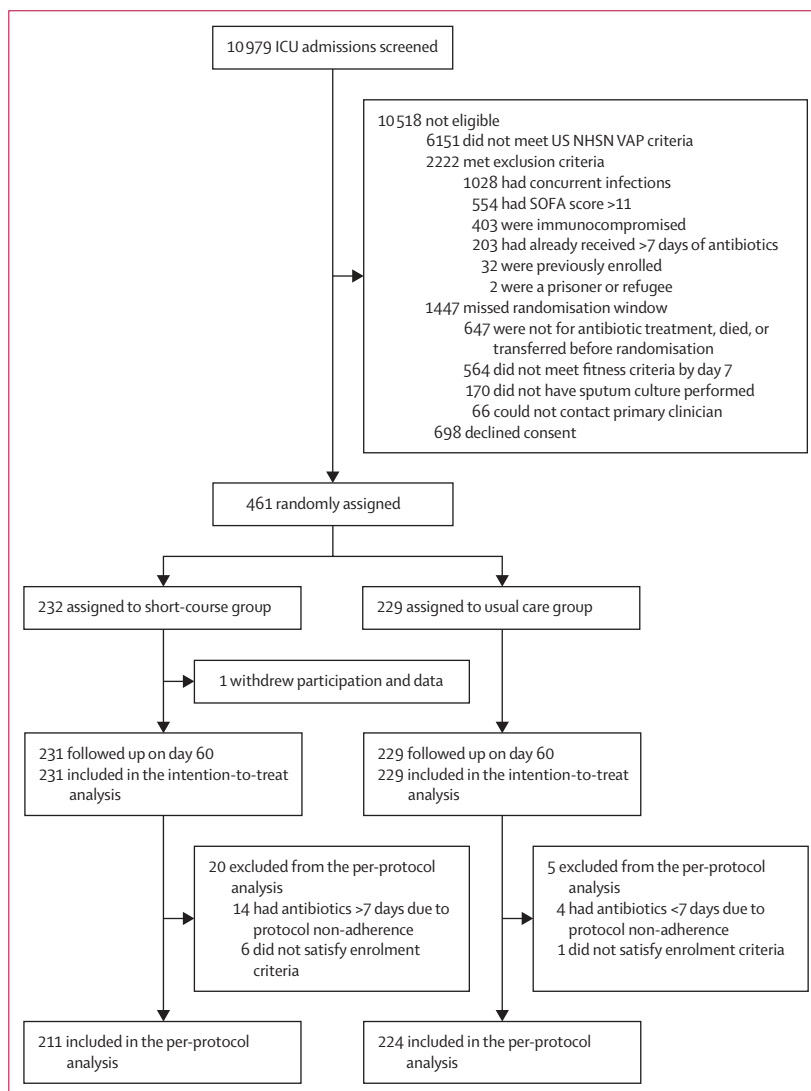 10 979 ICU admissions screened
10 518 not eligible
6151 did not meet US NHSN VAP criteria
2222 met exclusion criteria
1028 had concurrent infections
554 had SOFA score >11
403 were immunocompromised
203 had already received >7 days of antibiotics
32 were previously enrolled
2 were a prisoner or refugee
1447 missed randomisation window
647 were not for antibiotic treatment, died, or
transferred before randomisation
564 did not meet fitness criteria by day 7
170 did not have sputum culture performed
66 could not contact primary clinician
698 declined consent
461 randomly assigned
232 assigned to short-course group
229 assigned to usual care group
1 withdrew participation and data
231 followed up on day 60
231 included in the intention-to-treat
analysis
229 followed up on day 60
229 included in the intention-to-treat
analysis
20 excluded from the per-protocol
analysis
14 had antibiotics >7 days due to
protocol non-adherence
6 did not satisfy enrolment
criteria
5 excluded from the per-protocol
analysis
4 had antibiotics <7 days due to
protocol non-adherence
1 did not satisfy enrolment criteria
211 included in the per-protocol
analysis
224 included in the per-protocol
analysis